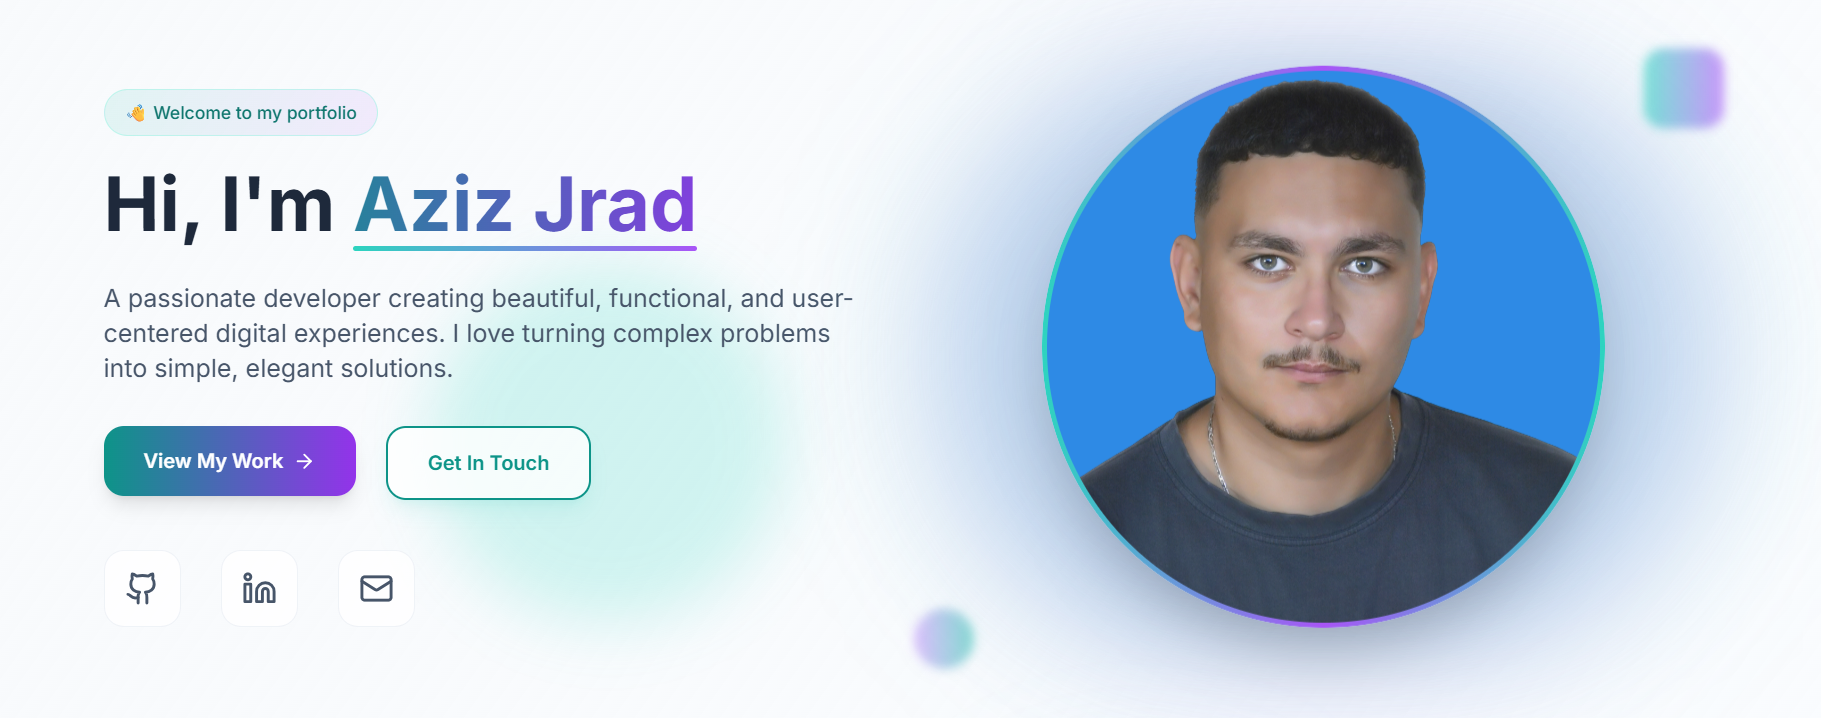 👋 Welcome to my portfolio
Hi, I'm Aziz Jrad
A passionate developer creating beautiful, functional, and user-
centered digital experiences. I love turning complex problems
into simple, elegant solutions.
View My Work →
Get In Touch